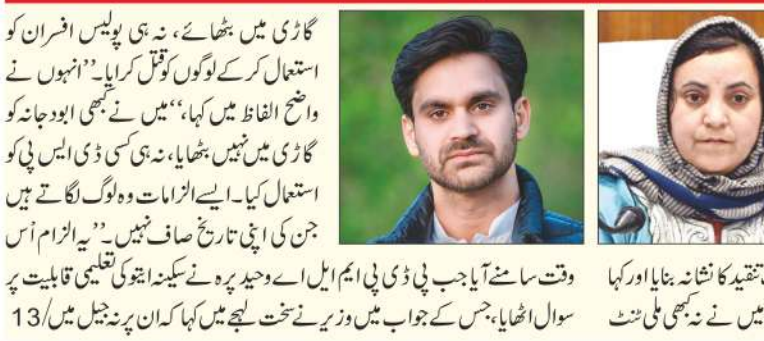 تنقید کا نشانہ بنایا اور کہا
میں نے نہ کبھی ملی ٹنٹ
گاڑی میں بٹھائے، نہ ہی پولیس افسران کو
استعمال کر کے لوگوں کو قتل کرایا۔’’انہوں نے
واضح الفاظ میں کہا،‘‘میں نے کبھی ابودجانہ کو
گاڑی میں نہیں بٹھایا، نہ ہی کسی ڈی ایس پی کو
استعمال کیا۔ ایسے الزامات وہ لوگ لگاتے ہیں
جن کی اپنی تاریخ صاف نہیں۔’’ یہ الزام اُس
وقت سامنے آیا جب پی ڈی پی ایم ایل اے وحید پرہ نے سکینہ ایتو کی تعلیمی قابلیت پر
سوال اٹھایا، جس کے جواب میں وزیر نے سخت لہجے میں کہا کہ ان پر نہ جیل میں/13